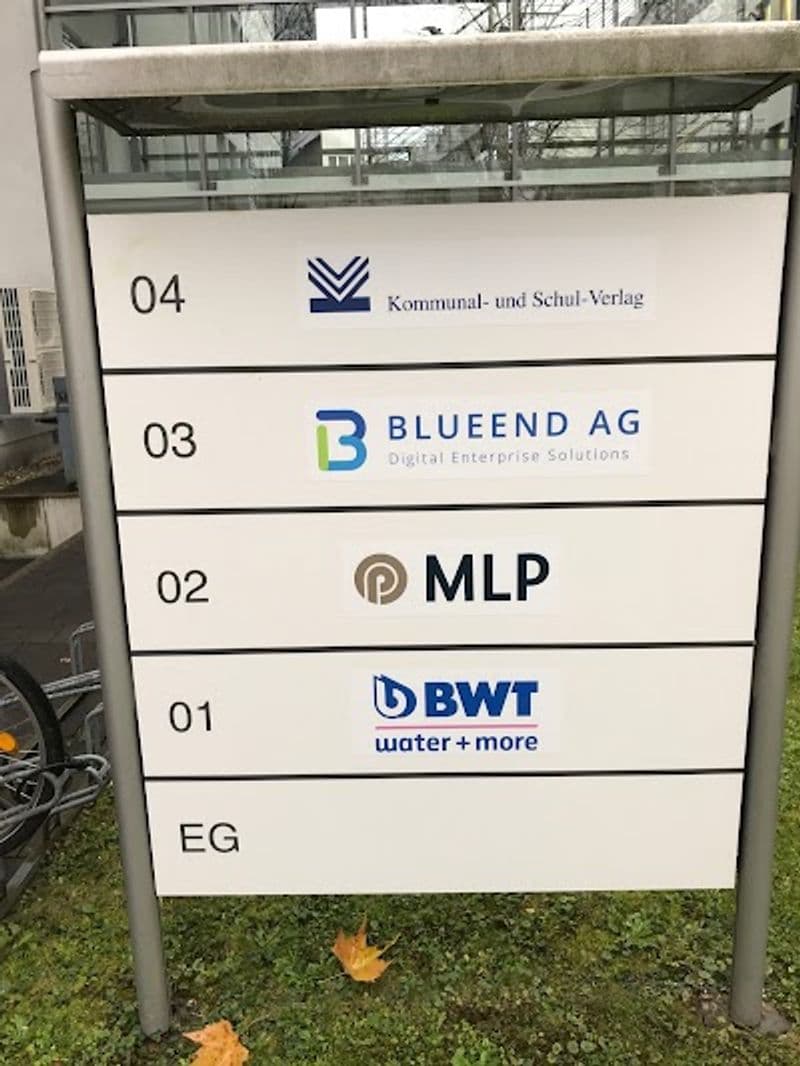 04
Kommunal- und Schul-Verlag
03
BLUEEND AG
Digital Enterprise Solutions
02
MLP
01
BWT
water+more
EG